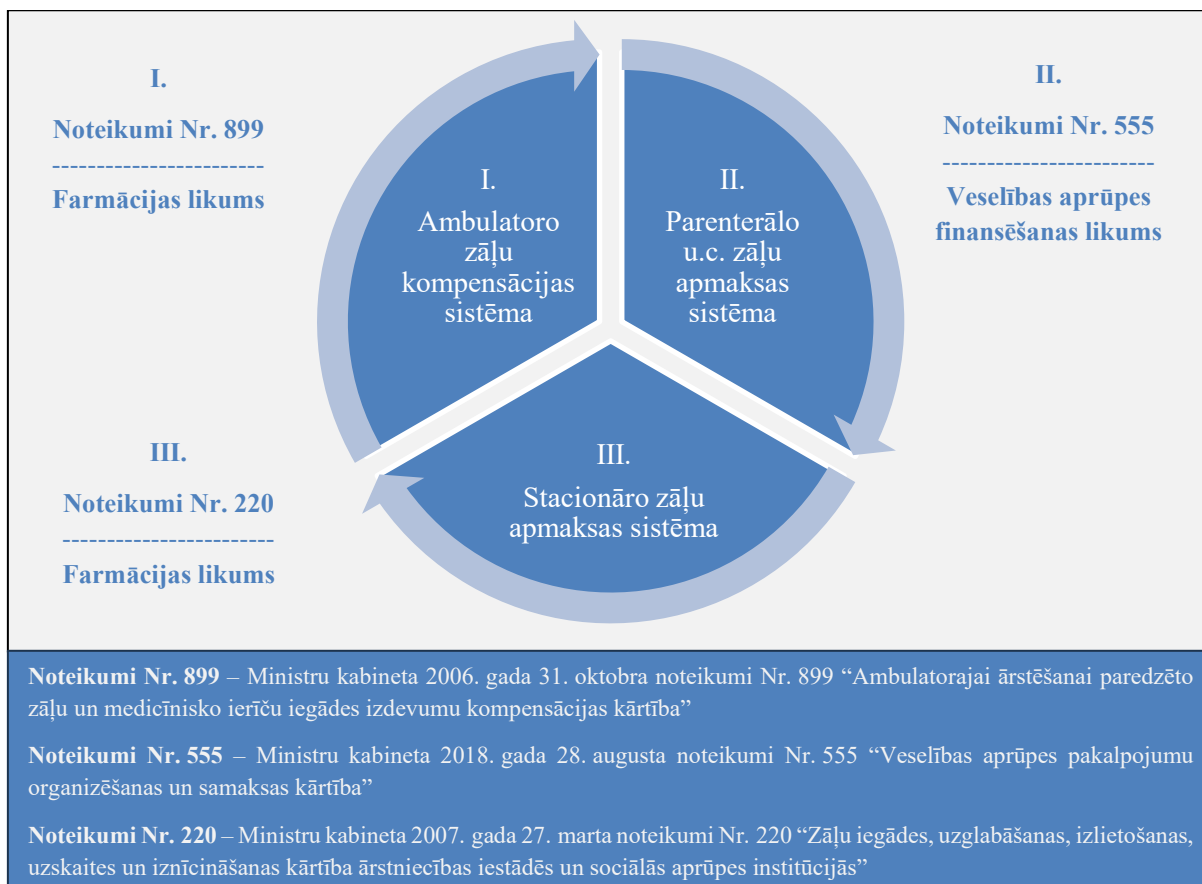 I.
Noteikumi Nr. 899
------------------------
Farmācijas likums
II.
Noteikumi Nr. 555
------------------------
Veselības aprūpes
finansēšanas likums
I.
Ambulatoro
zāļu
kompensācijas
sistēma
II.
Parenterālo
u.c. zāļu
apmaksas
sistēma
III.
Stacionāro zāļu
apmaksas sistēma
III.
Noteikumi Nr. 220
------------------------
Farmācijas likums
Noteikumi Nr. 899 – Ministru kabineta 2006. gada 31. oktobra noteikumi Nr. 899 “Ambulatorajai ārstēšanai paredzēto
zāļu un medicīnisko ierīču iegādes izdevumu kompensācijas kārtība”
Noteikumi Nr. 555 – Ministru kabineta 2018. gada 28. augusta noteikumi Nr. 555 “Veselības aprūpes pakalpojumu
organizēšanas un samaksas kārtība”
Noteikumi Nr. 220 – Ministru kabineta 2007. gada 27. marta noteikumi Nr. 220 “Zāļu iegādes, uzglabāšanas, izlietošanas,
uzskaites un iznīcināšanas kārtība ārstniecības iestādēs un sociālās aprūpes institūcijās”